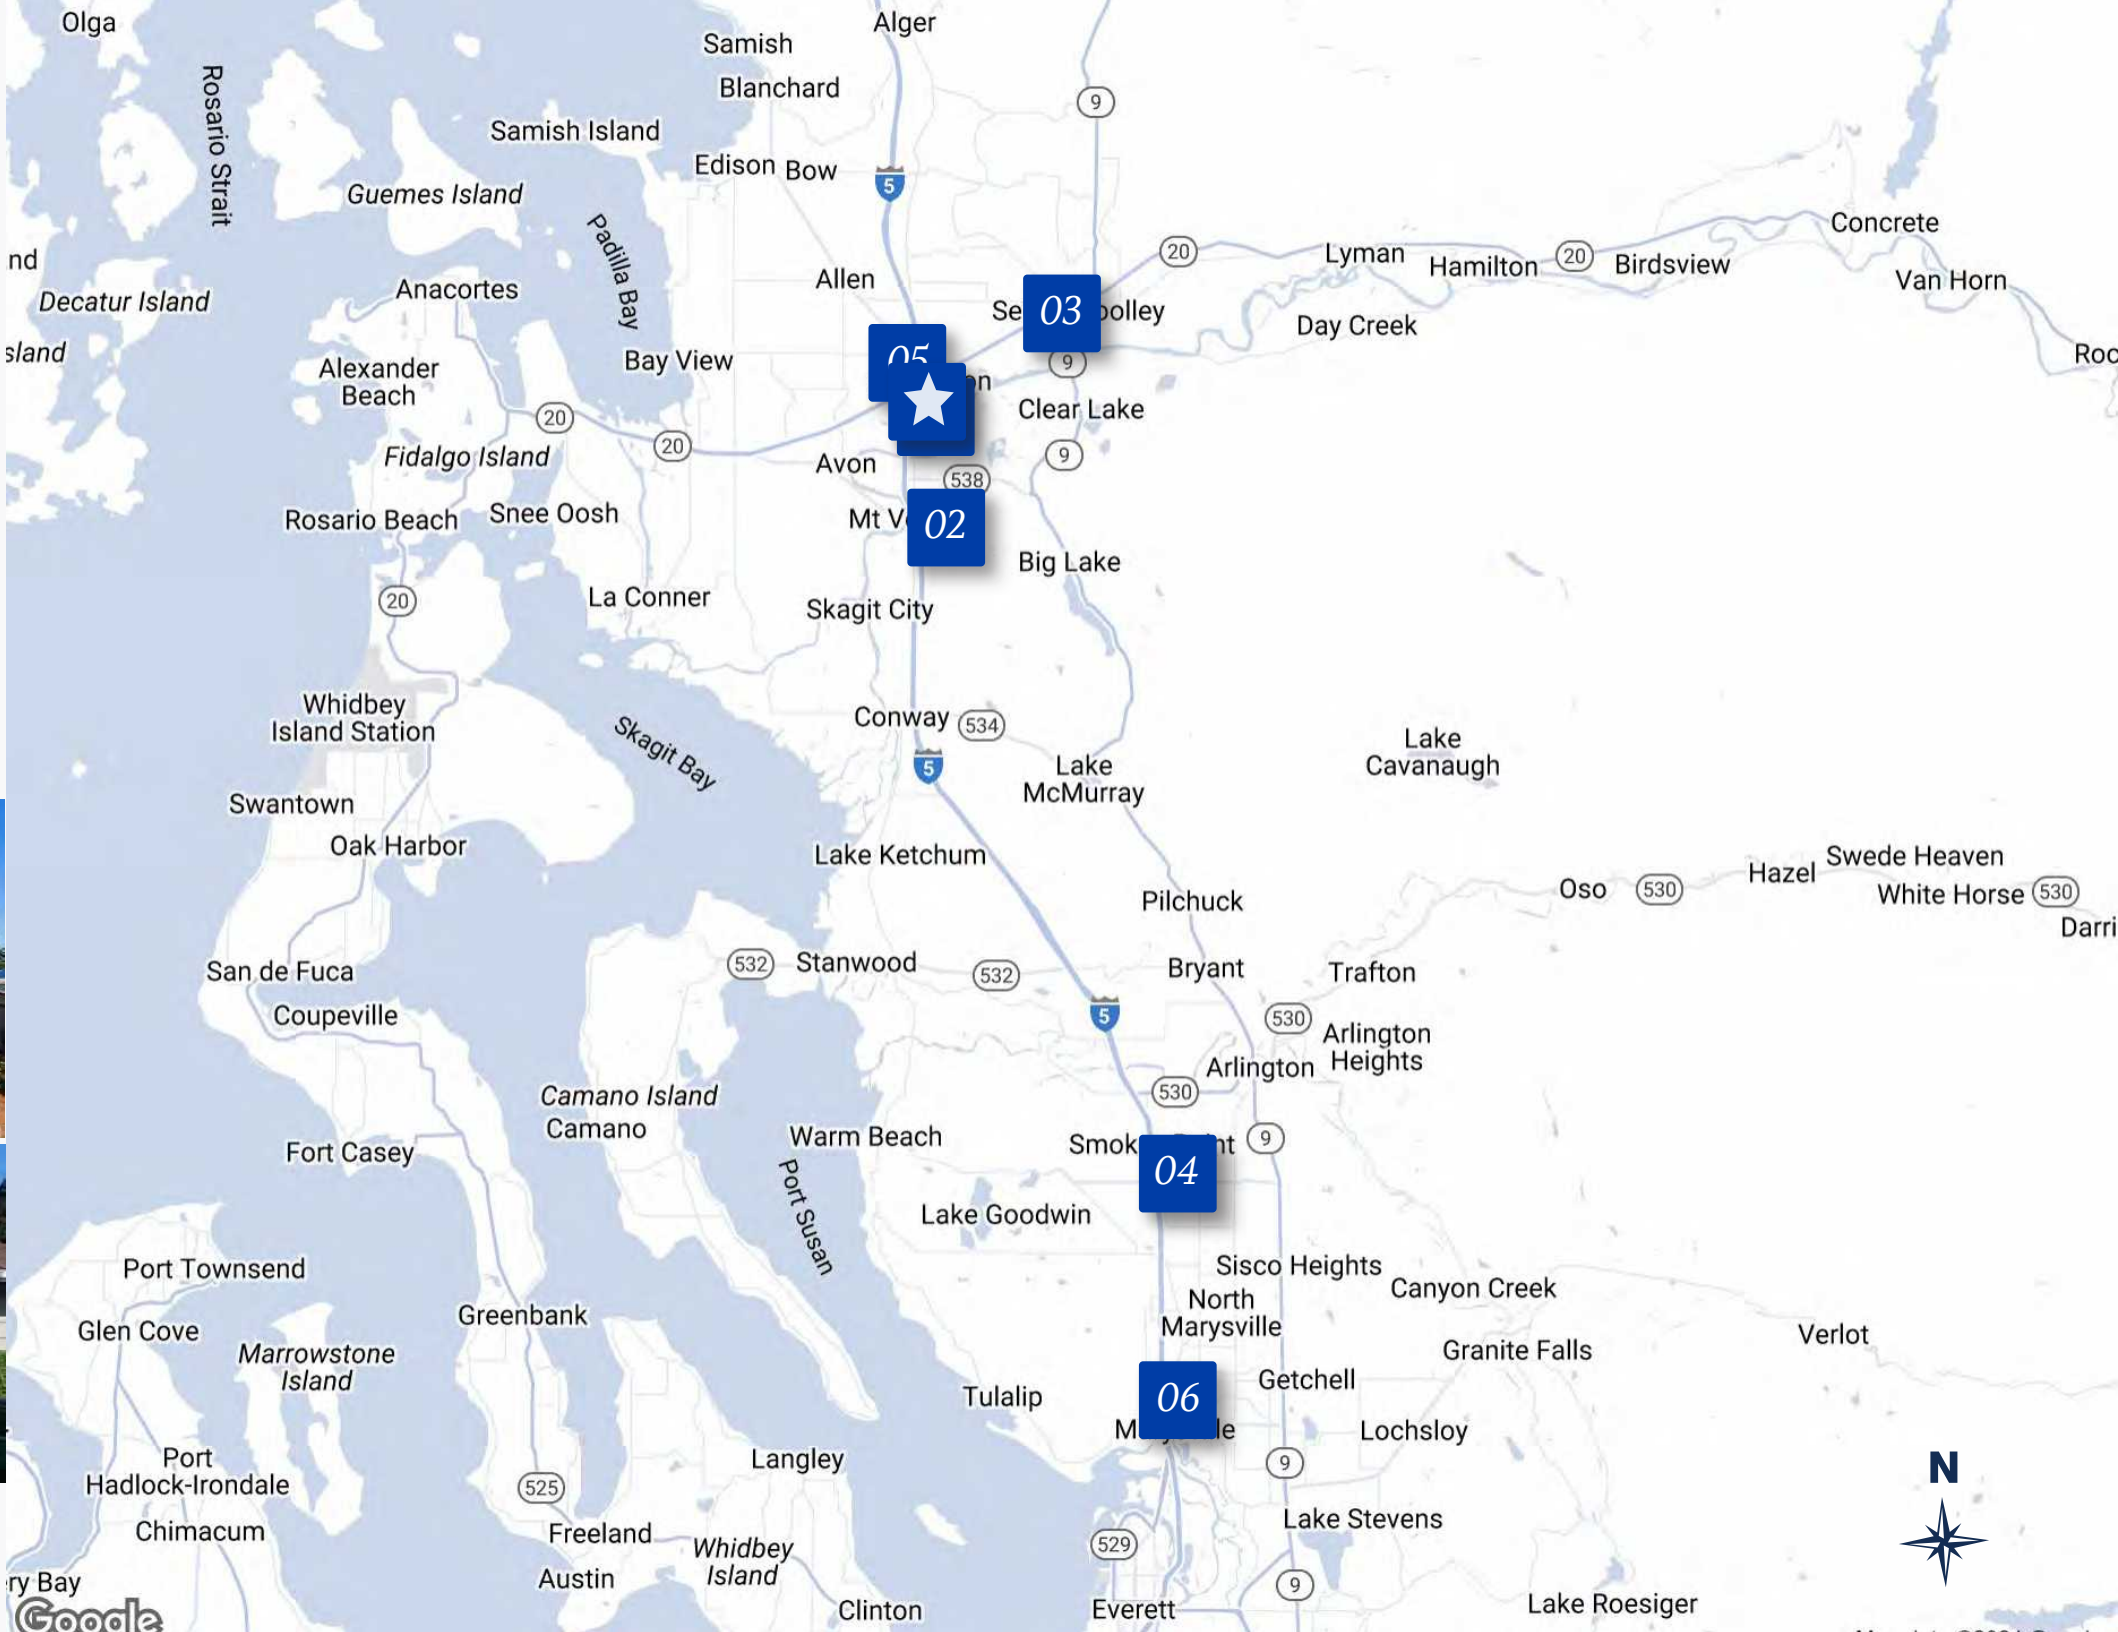 Olga
Alger
Samish
Blanchard
Rosario Strait
9
Samish Island
Edison
Bow
5
Guemes Island
Padilla Bay
Concrete
20
Lyman
Hamilton
20
Birdsview
nd
Allen
Van Horn
Anacortes
Decatur Island
03
Day Creek
sland
05
Bay View
9
Roc
Alexander
Beach
Clear Lake
20
20
Fidalgo Island
Avon
9
538
Rosario Beach
Snee Oosh
Mt V
02
Big Lake
20
La Conner
Skagit City
Whidbey
Island Station
Skagit Bay
Conway
534
5
Lake
McMurray
Lake
Cavanaugh
Swantown
Oak Harbor
Lake Ketchum
Swede Heaven
Hazel
Oso
530
White Horse
530
Pilchuck
Darri
San de Fuca
532
Stanwood
532
Bryant
Trafton
Coupeville
5
530
Arlington
Heights
Arlington
530
Camano Island
Camano
Warm Beach
Smok
nt
9
Fort Casey
04
Port Susan
Lake Goodwin
Port Townsend
Sisco Heights
Canyon Creek
North
Marysville
Greenbank
Glen Cove
Verlot
Marrowstone
Island
Granite Falls
Getchell
Tulalip
06
M
le
Lochsloy
Port
Hadlock-Irondale
Langley
9
N
525
Chimacum
Freeland
Whidbey
Island
Lake Stevens
529
Austin
ry Bay
9
Clinton
Everett
Lake Roesiger
Google